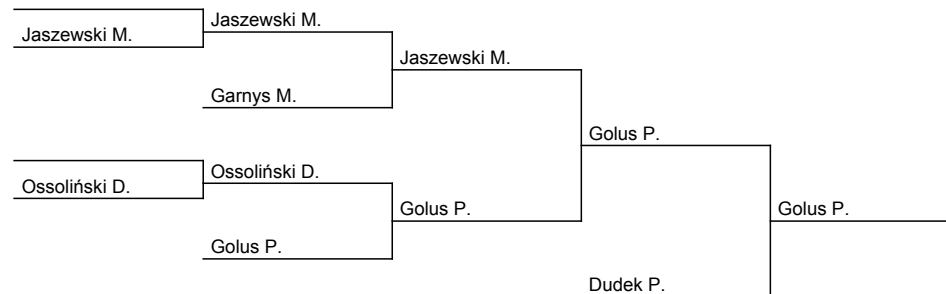 Jaszewski M.
Jaszewski M.
Jaszewski M.
Garnys M.
Golus P.
Ossoliński D.
Ossoliński D.
Golus P.
Golus P.
Golus P.
Dudek P.